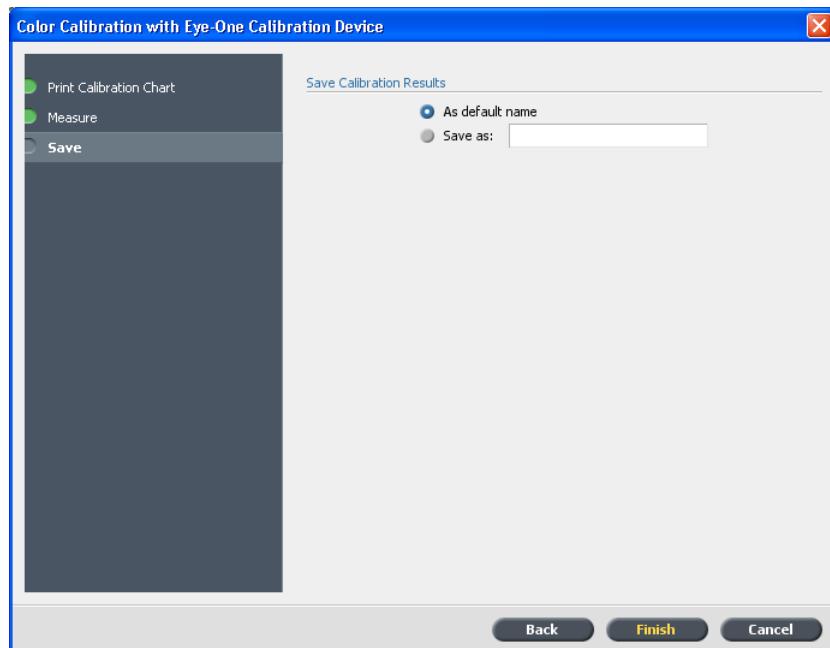 Color Calibration with Eye-One Calibration Device
Print Calibration Chart
Measure
Save
Save Calibration Results
As default name
Save as:
Back
Finish
Cancel